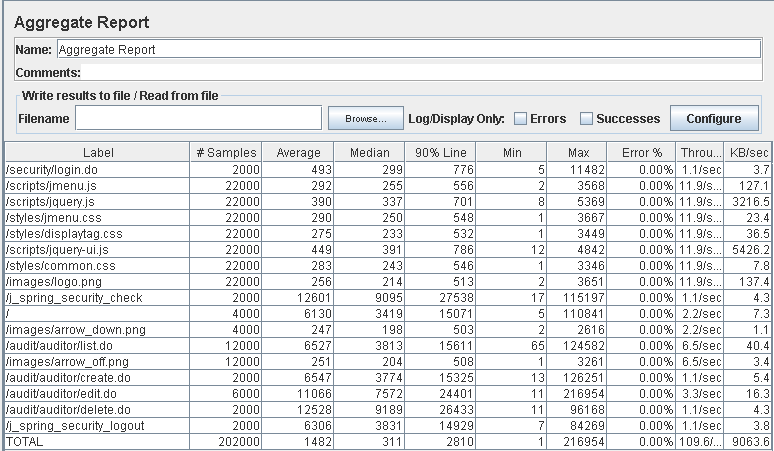 Aggregate Report
Name: Aggregate Report
Comments:
Write results to file / Read from file
Filename Browse... Log/Display Only: Errors Successes Configure
Label # Samples Average Median 90% Line Min Max Error % Throu... KB/sec
/security/login.do 2000 493 299 776 5 11482 0.00% 1.1/sec 3.7
/scripts/jmenu.js 22000 292 255 556 2 3568 0.00% 11.9/s... 127.1
/scripts/jquery.js 22000 390 337 701 8 5369 0.00% 11.9/s... 3216.5
/styles/jmenu.css 22000 290 250 548 1 3667 0.00% 11.9/s... 23.4
/styles/displaytag.css 22000 275 233 532 1 3449 0.00% 11.9/s... 36.5
/scripts/jquery-ui.js 22000 449 391 786 12 4842 0.00% 11.9/s... 5426.2
/styles/common.css 22000 283 243 546 1 3346 0.00% 11.9/s... 7.8
/images/logo.png 22000 256 214 513 2 3651 0.00% 11.9/s... 137.4
/j_spring_security_check 2000 12601 9095 27538 17 115197 0.00% 1.1/sec 4.3
/ 4000 6130 3419 15071 5 110841 0.00% 2.2/sec 7.3
/images/arrow_down.png 4000 247 198 503 2 2616 0.00% 2.2/sec 1.1
/audit/auditor/list.do 12000 6527 3813 15611 65 124582 0.00% 6.5/sec 40.4
/images/arrow_off.png 12000 251 204 508 1 3261 0.00% 6.5/sec 3.4
/audit/auditor/create.do 2000 6547 3774 15325 13 126251 0.00% 1.1/sec 5.4
/audit/auditor/edit.do 6000 11066 7572 24401 11 216954 0.00% 3.3/sec 16.3
/audit/auditor/delete.do 2000 12528 9189 26433 11 96168 0.00% 1.1/sec 4.3
/j_spring_security_logout 2000 6306 3831 14929 7 84269 0.00% 1.1/sec 3.8
TOTAL 202000 1482 311 2810 1 216954 0.00% 109.6/... 9063.6